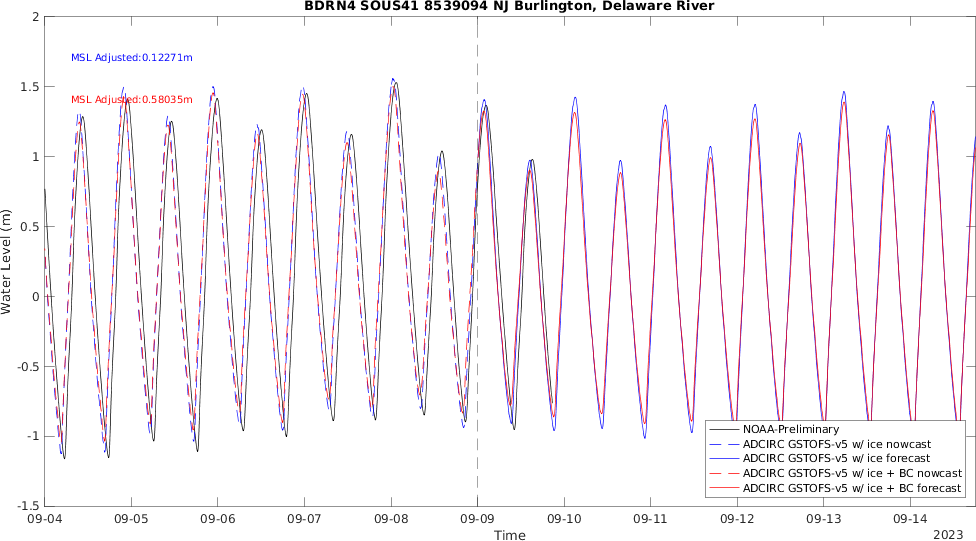 BDRN4 SOUS41 8539094 NJ Burlington, Delaware River
2
MSL Adjusted:0.12271m
1.5
MSL Adjusted:0.58035m
1
0.5
Water Level (m)
0
-0.5
-1
NOAA-Preliminary
ADCIRC GSTOFS-v5 w/ ice nowcast
ADCIRC GSTOFS-v5 w/ ice forecast
ADCIRC GSTOFS-v5 w/ ice + BC nowcast
ADCIRC GSTOFS-v5 w/ ice + BC forecast
-1.5
09-04 09-05 09-06 09-07 09-08 09-09 09-10 09-11 09-12 09-13 09-14
Time
2023